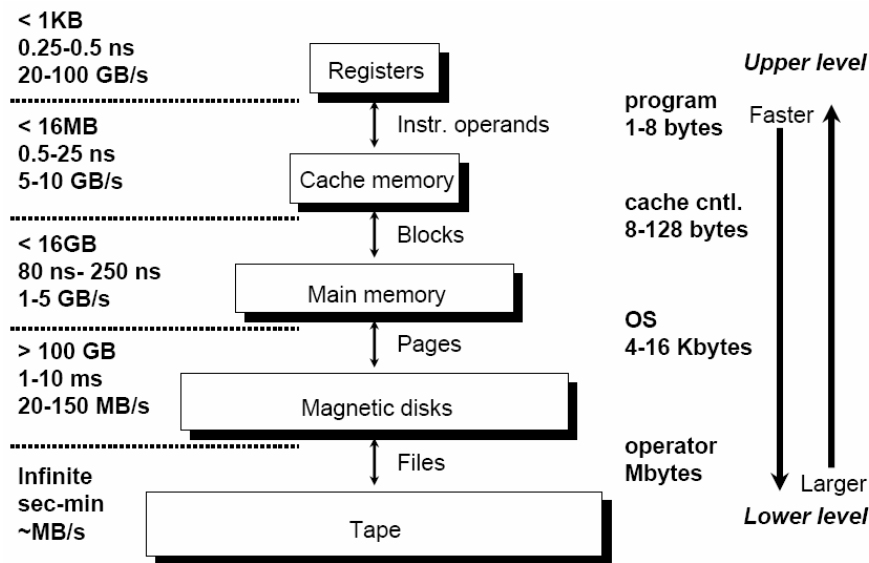 < 1KB
0.25-0.5 ns
20-100 GB/s
Registers
Instr. operands
program
1-8 bytes
Upper level
Faster
< 16MB
0.5-25 ns
5-10 GB/s
Cache memory
Blocks
cache cntl.
8-128 bytes
< 16GB
80 ns- 250 ns
1-5 GB/s
Main memory
Pages
OS
4-16 Kbytes
> 100 GB
1-10 ms
20-150 MB/s
Magnetic disks
Files
operator
Mbytes
Larger
Lower level
Infinite
sec-min
~MB/s
Tape